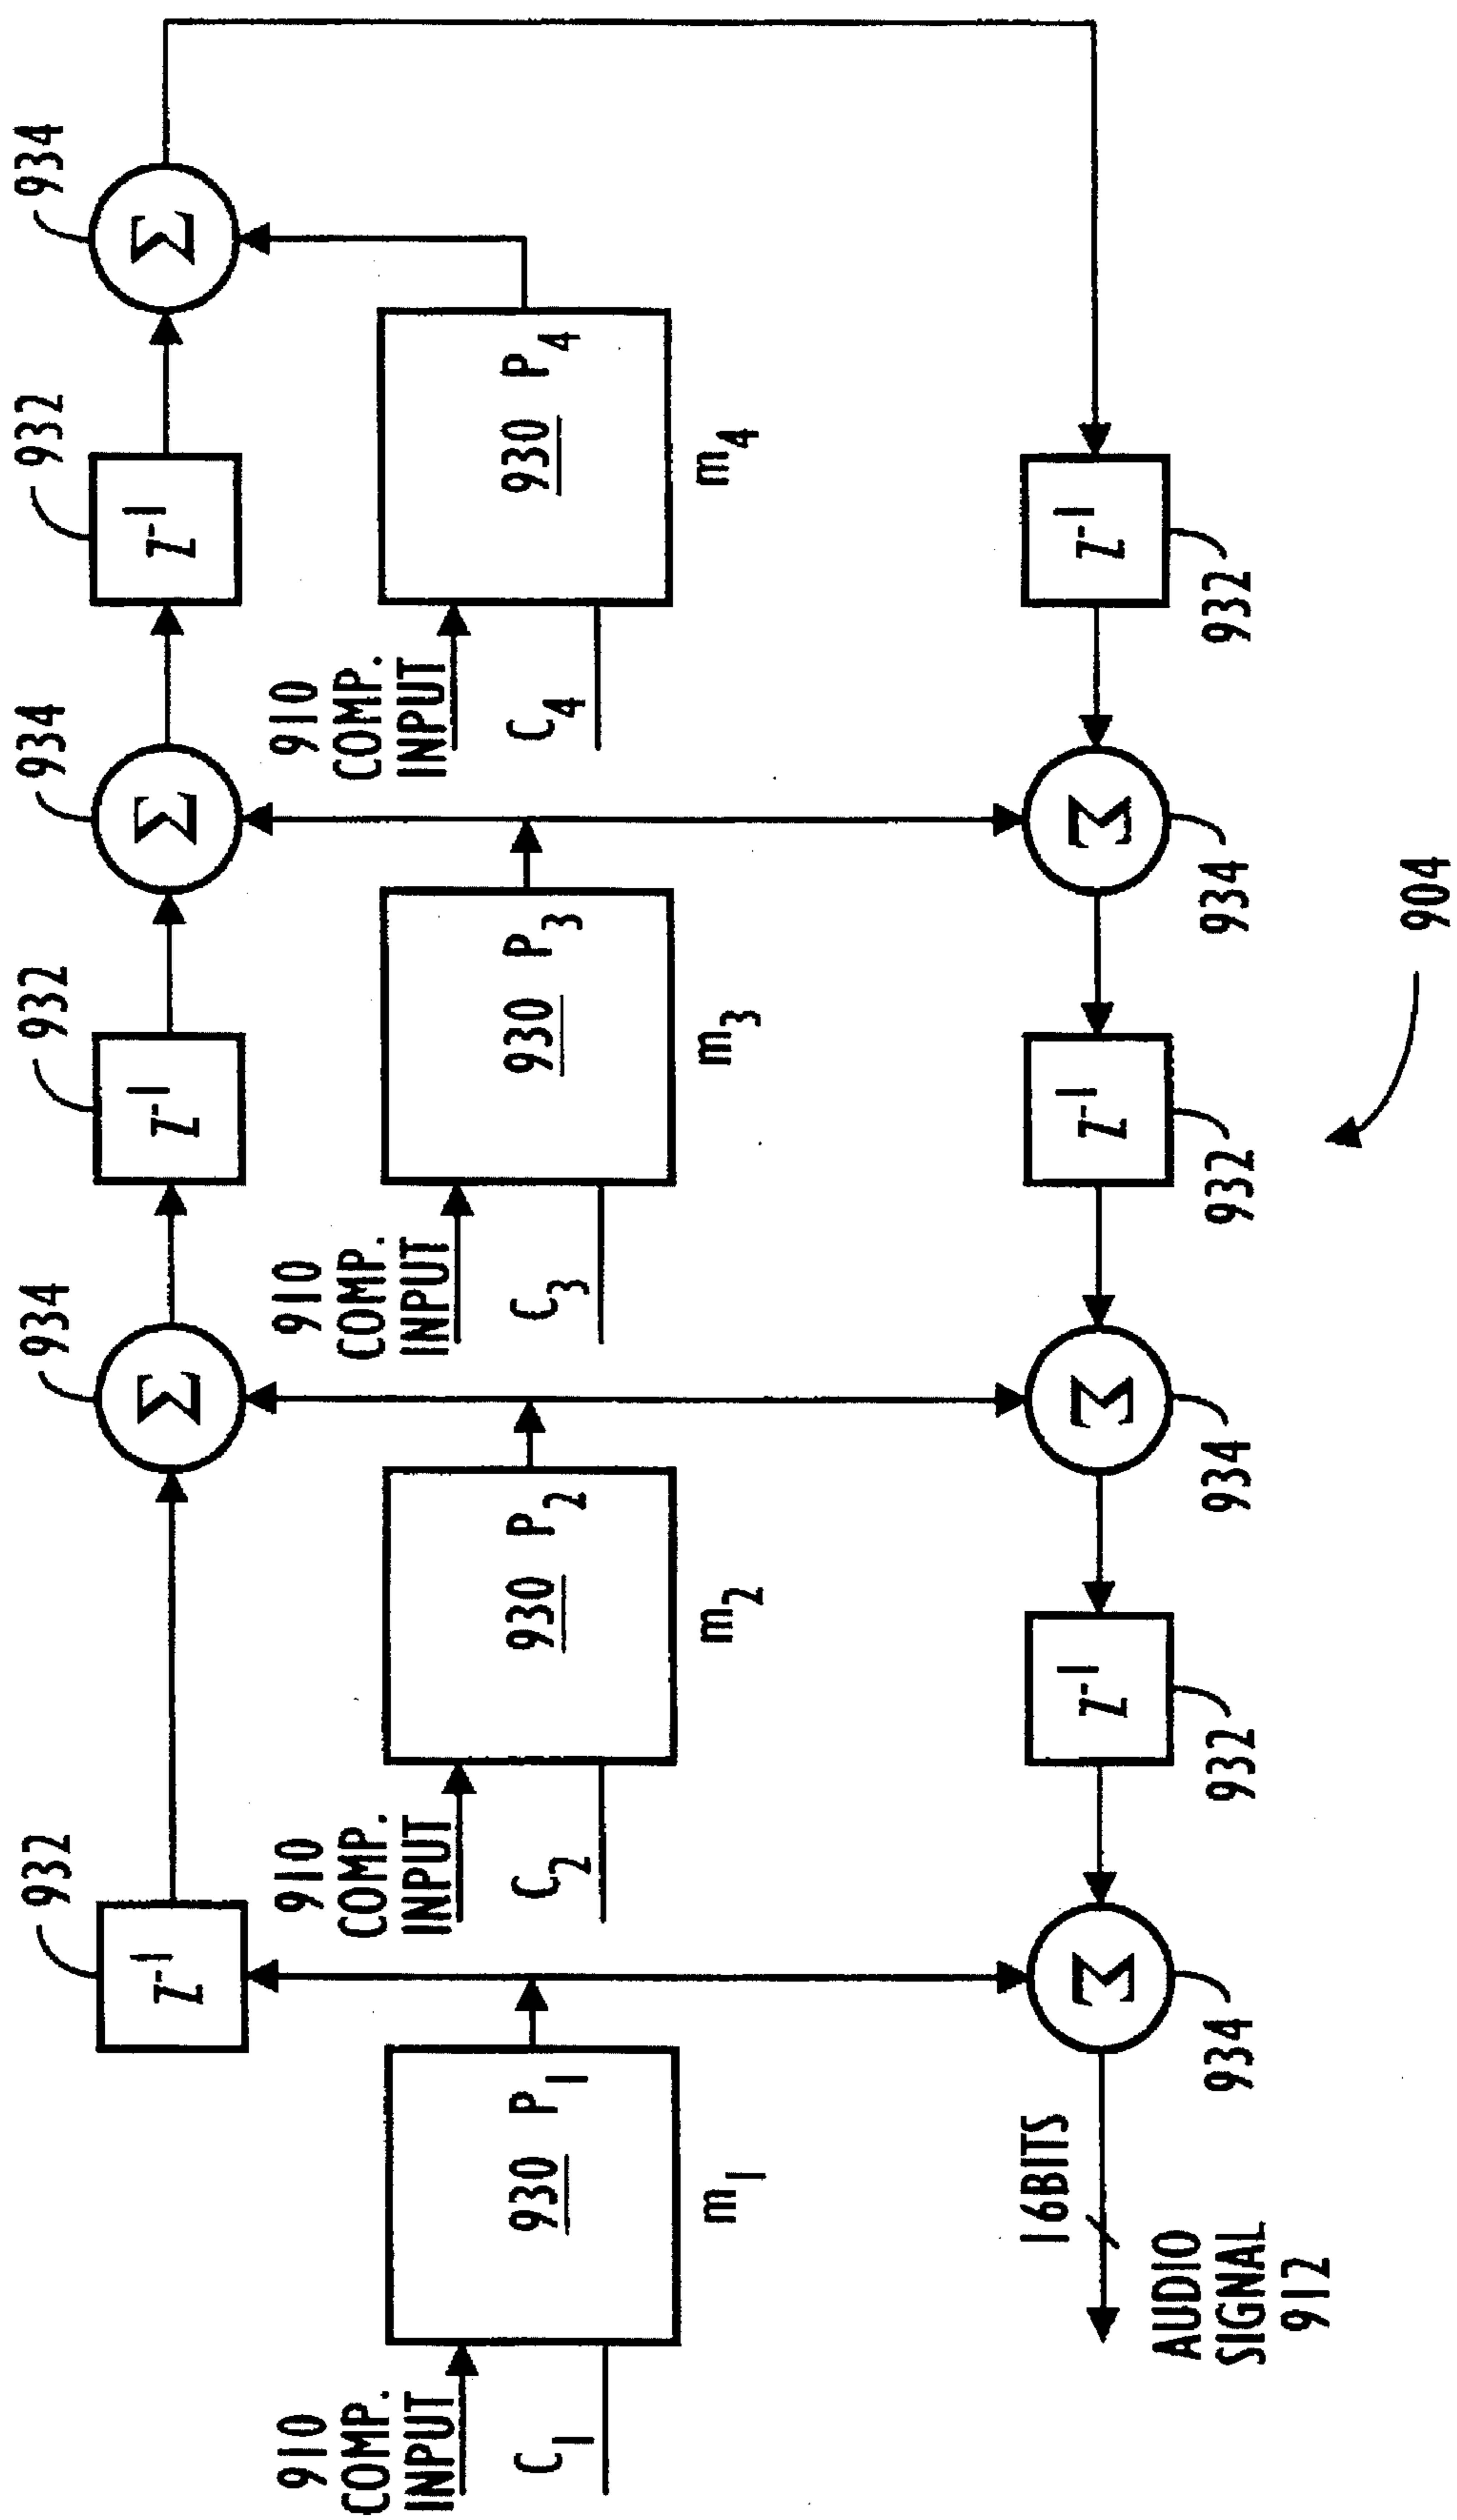 932
934
932
934
932
934
Z⁻¹
Σ
Z⁻¹
Σ
Z⁻¹
Σ
910
COMP.
INPUT
C₁
930 P₁
m₁
910
COMP.
INPUT
C₂
930 P₂
m₂
910
COMP.
INPUT
C₃
930 P₃
m₃
910
COMP.
INPUT
C₄
930 P₄
m₄
16BITS
Σ
Z⁻¹
Σ
Z⁻¹
Σ
Z⁻¹
AUDIO
SIGNAL
912
934
932
934
932
934
932
904